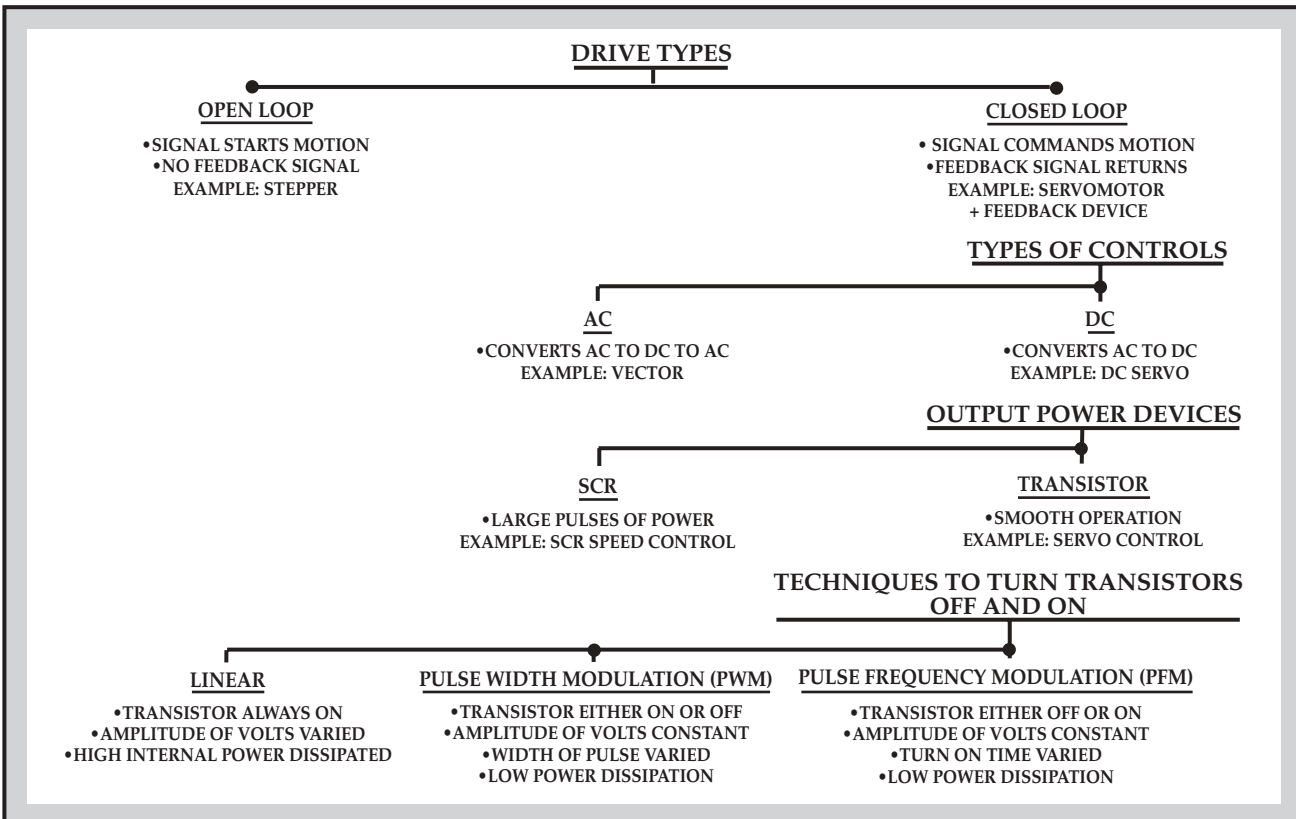 DRIVE TYPES
OPEN LOOP
•SIGNAL STARTS MOTION
•NO FEEDBACK SIGNAL
EXAMPLE: STEPPER
CLOSED LOOP
• SIGNAL COMMANDS MOTION
•FEEDBACK SIGNAL RETURNS
EXAMPLE: SERVOMOTOR
+ FEEDBACK DEVICE
TYPES OF CONTROLS
AC
•CONVERTS AC TO DC TO AC
EXAMPLE: VECTOR
DC
•CONVERTS AC TO DC
EXAMPLE: DC SERVO
OUTPUT POWER DEVICES
SCR
•LARGE PULSES OF POWER
EXAMPLE: SCR SPEED CONTROL
TRANSISTOR
•SMOOTH OPERATION
EXAMPLE: SERVO CONTROL
TECHNIQUES TO TURN TRANSISTORS
OFF AND ON
LINEAR
•TRANSISTOR ALWAYS ON
•AMPLITUDE OF VOLTS VARIED
•HIGH INTERNAL POWER DISSIPATED
PULSE WIDTH MODULATION (PWM)
•TRANSISTOR EITHER ON OR OFF
•AMPLITUDE OF VOLTS CONSTANT
•WIDTH OF PULSE VARIED
•LOW POWER DISSIPATION
PULSE FREQUENCY MODULATION (PFM)
•TRANSISTOR EITHER OFF OR ON
•AMPLITUDE OF VOLTS CONSTANT
•TURN ON TIME VARIED
•LOW POWER DISSIPATION